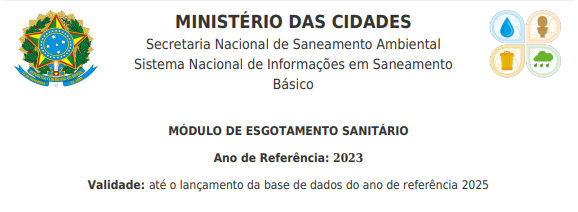 MINISTÉRIO DAS CIDADES
Secretaria Nacional de Saneamento Ambiental
Sistema Nacional de Informações em Saneamento
Básico
MÓDULO DE ESGOTAMENTO SANITÁRIO
Ano de Referência: 2023
Validade: até o lançamento da base de dados do ano de referência 2025